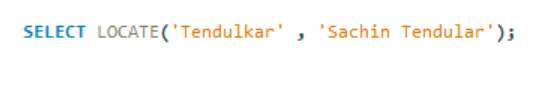 SELECT LOCATE('Tendulkar' , 'Sachin Tendular');